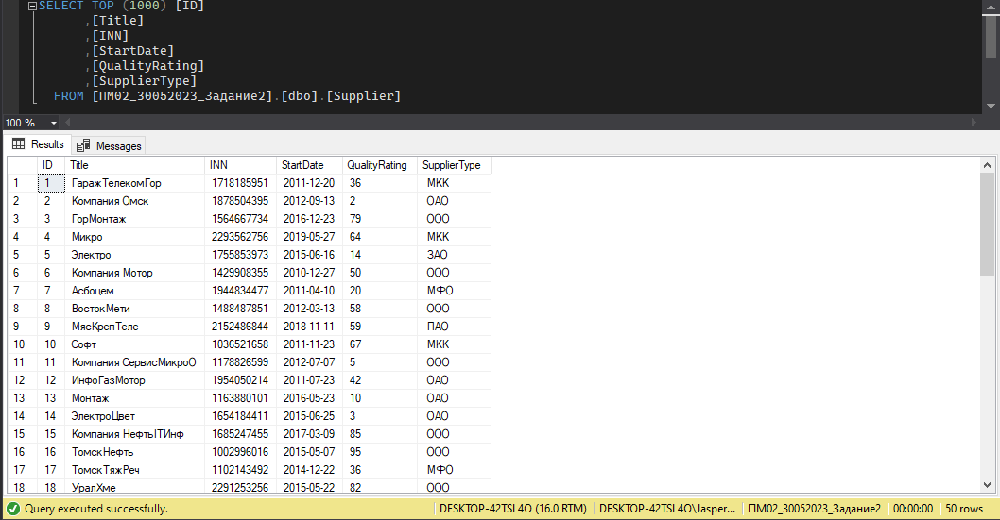 SELECT TOP (1000) [ID]
,[Title]
,[INN]
,[StartDate]
,[QualityRating]
,[SupplierType]
FROM [ПМ02_30052023_Задание2].[dbo].[Supplier]
100 %
Results Messages
ID Title INN StartDate QualityRating SupplierType
1 1 ГаражТелекомГор 1718185951 2011-12-20 36 МКК
2 2 Компания Омск 1878504395 2012-09-13 2 ОАО
3 3 ГорМонтаж 1564667734 2016-12-23 79 ООО
4 4 Микро 2293562756 2019-05-27 64 МКК
5 5 Электро 1755853973 2015-06-16 14 ЗАО
6 6 Компания Мотор 1429908355 2010-12-27 50 ООО
7 7 Асбоцем 1944834477 2011-04-10 20 МФО
8 8 ВостокМети 1488487851 2012-03-13 58 ООО
9 9 МясКрепТеле 2152486844 2018-11-11 59 ПАО
10 10 Софт 1036521658 2011-11-23 67 МКК
11 11 Компания СервисМикроО 1178826599 2012-07-07 5 ООО
12 12 ИнфоГазМотор 1954050214 2011-07-23 42 ОАО
13 13 Монтаж 1163880101 2016-05-23 10 ОАО
14 14 ЭлектроЦвет 1654184411 2015-06-25 3 ОАО
15 15 Компания НефтьITИнф 1685247455 2017-03-09 85 ООО
16 16 ТомскНефть 1002996016 2015-05-07 95 ООО
17 17 ТомскТяжРеч 1102143492 2014-12-22 36 МФО
18 18 УралХме 2291253256 2015-05-22 82 ООО
Query executed successfully. DESKTOP-42TSL4O (16.0 RTM) DESKTOP-42TSL4O\Jasper... ПМ02_30052023_Задание2 00:00:00 50 rows